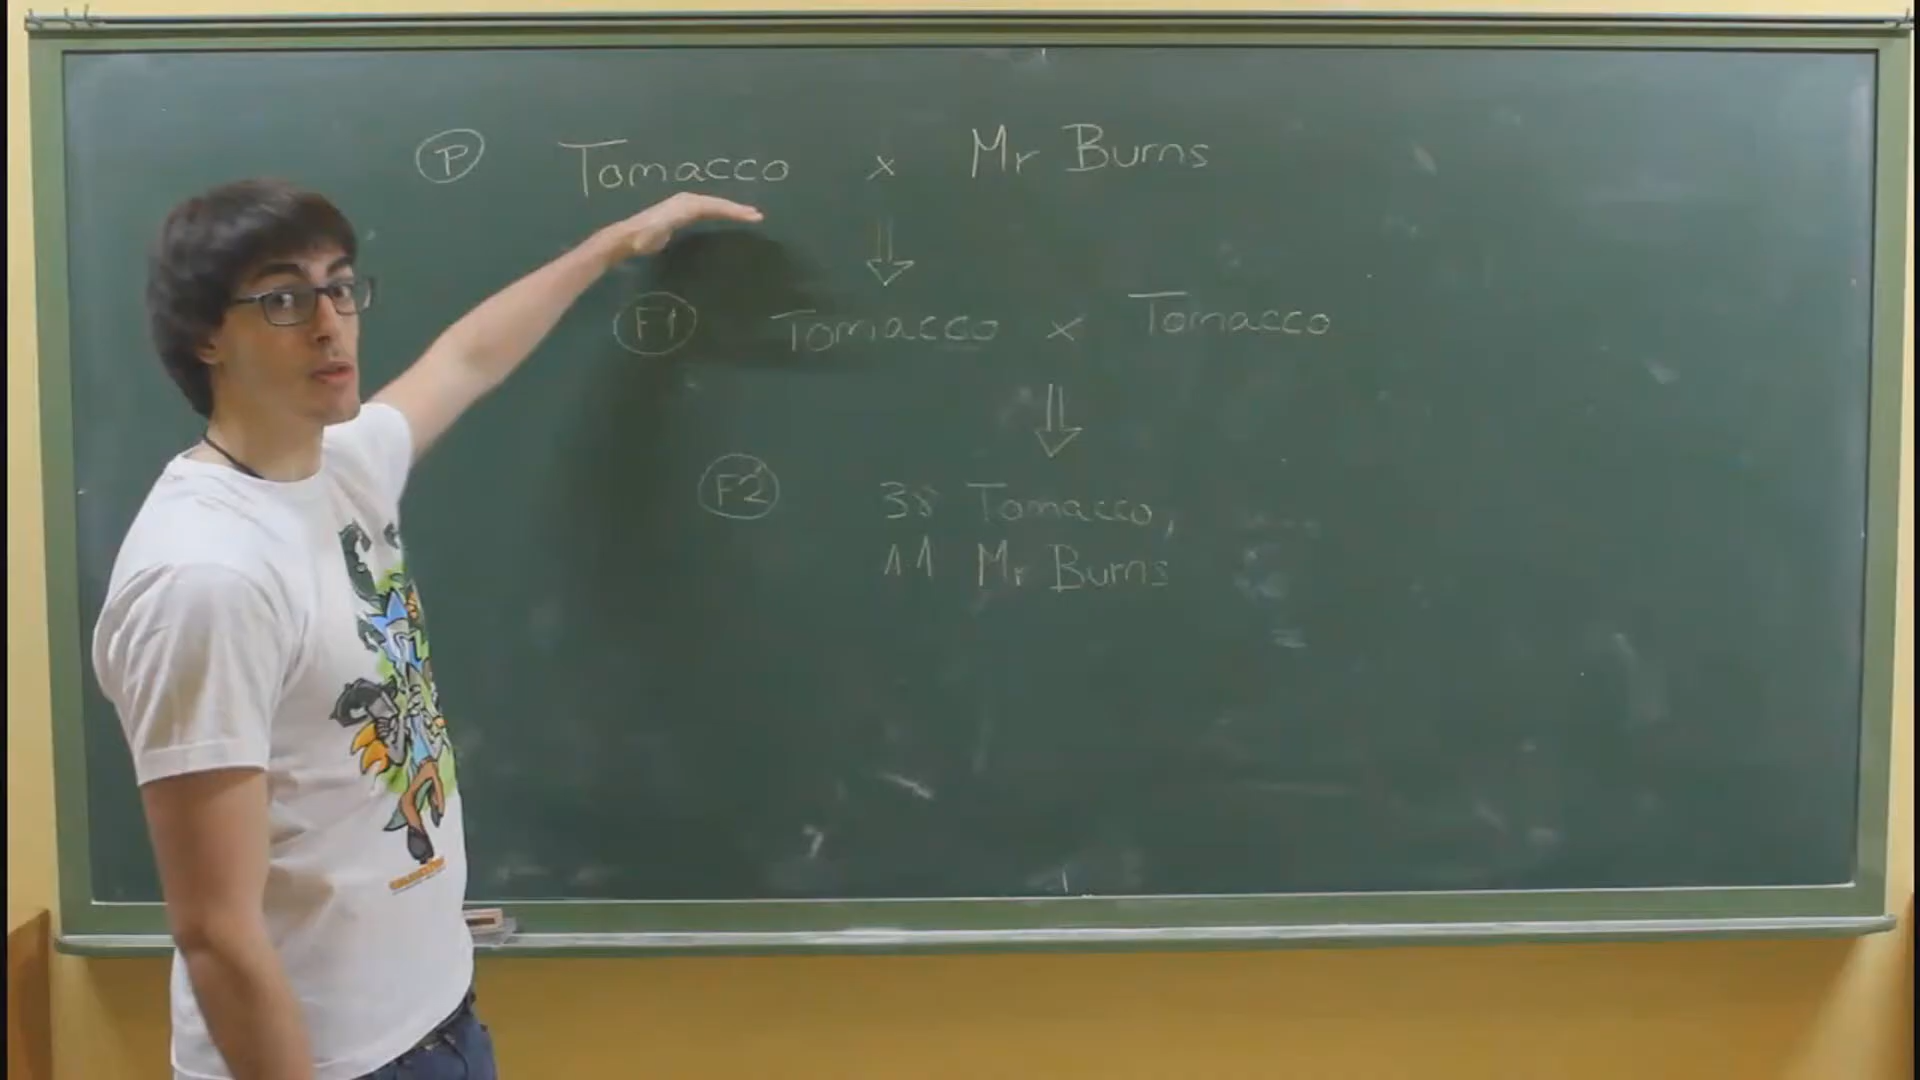 P Tomacco x Mr Burns
F1 Tomacco x Tomacco
F2 38 Tomacco,
11 Mr Burns